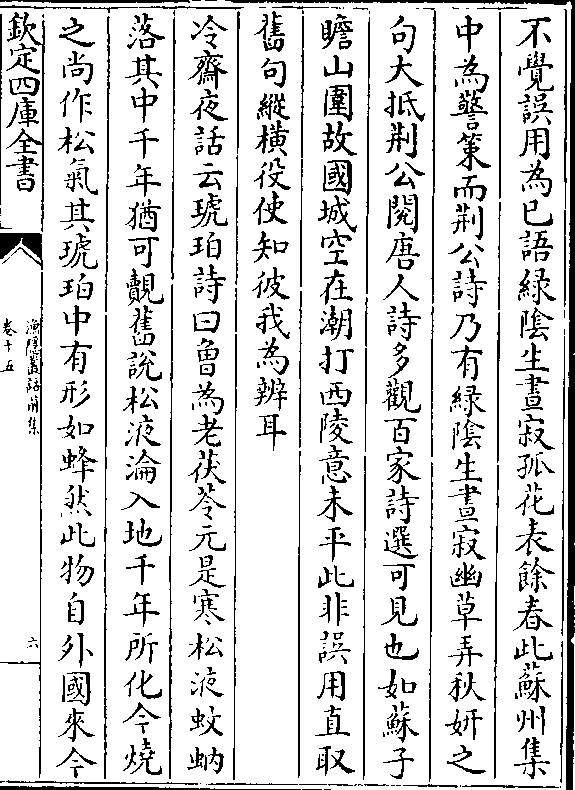 不覺誤用為已語綠陰生晝寂孤花表餘春此蘇州集
中為警策而荆公詩乃有綠陰生晝寂幽草弄秋妍之
句大抵荆公閱唐人詩多觀百家詩選可見也如蘇子
瞻山圍故國城空在潮打西陵意未平此非誤用直取
舊句縱橫役使知彼我為辨耳
冷齋夜話云琥珀詩曰曾為老茯苓元是寒松液蚊蚋
落其中千年猶可覿舊說松液淪入地千年所化今燒
之尚作松氣其琥珀中有形如蜂然此物自外國來今
欽定四庫全書
漁隱叢話前集
卷十五
六